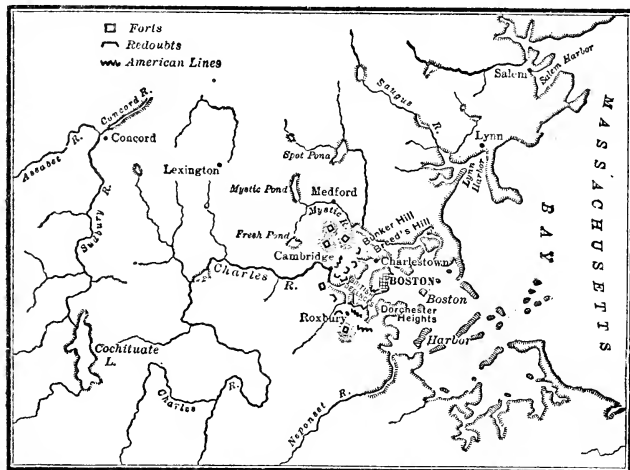 Forts
Redoubts
American Lines
Salem
Salem Harbor
Saugus
R.
Lynn
Lynn
Harbor
MASSACHUSETTS
BAY
Concord R.
Assabet R.
Concord
Lexington
Spot Pond
Mystic Pond
Medford
Mystic R.
Fresh Pond
Bunker Hill
Breed's Hill
Cambridge
Charlestown
Sudbury R.
Charles R.
BOSTON
Boston
Roxbury
Dorchester
Heights
Harbor
Cochituate
L.
Charles R.
Neponset R.